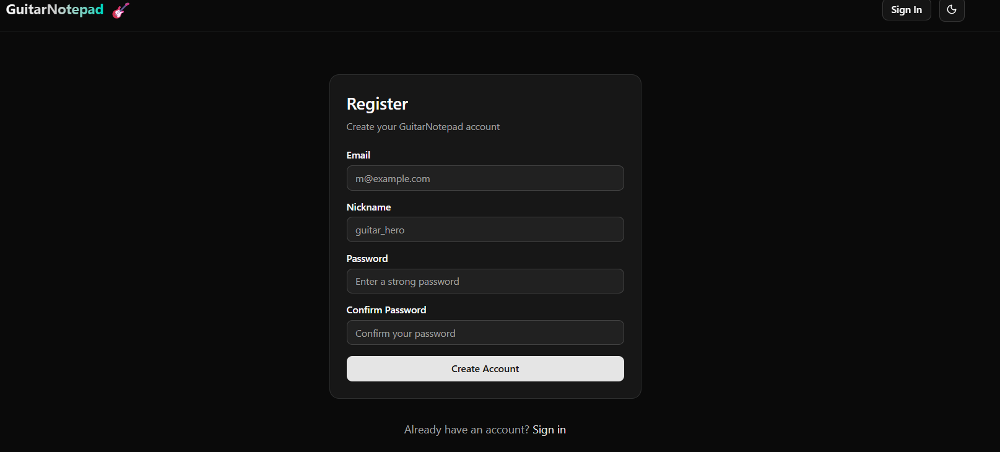 GuitarNotepad
Sign In
Register
Create your GuitarNotepad account
Email
m@example.com
Nickname
guitar_hero
Password
Enter a strong password
Confirm Password
Confirm your password
Create Account
Already have an account? Sign in